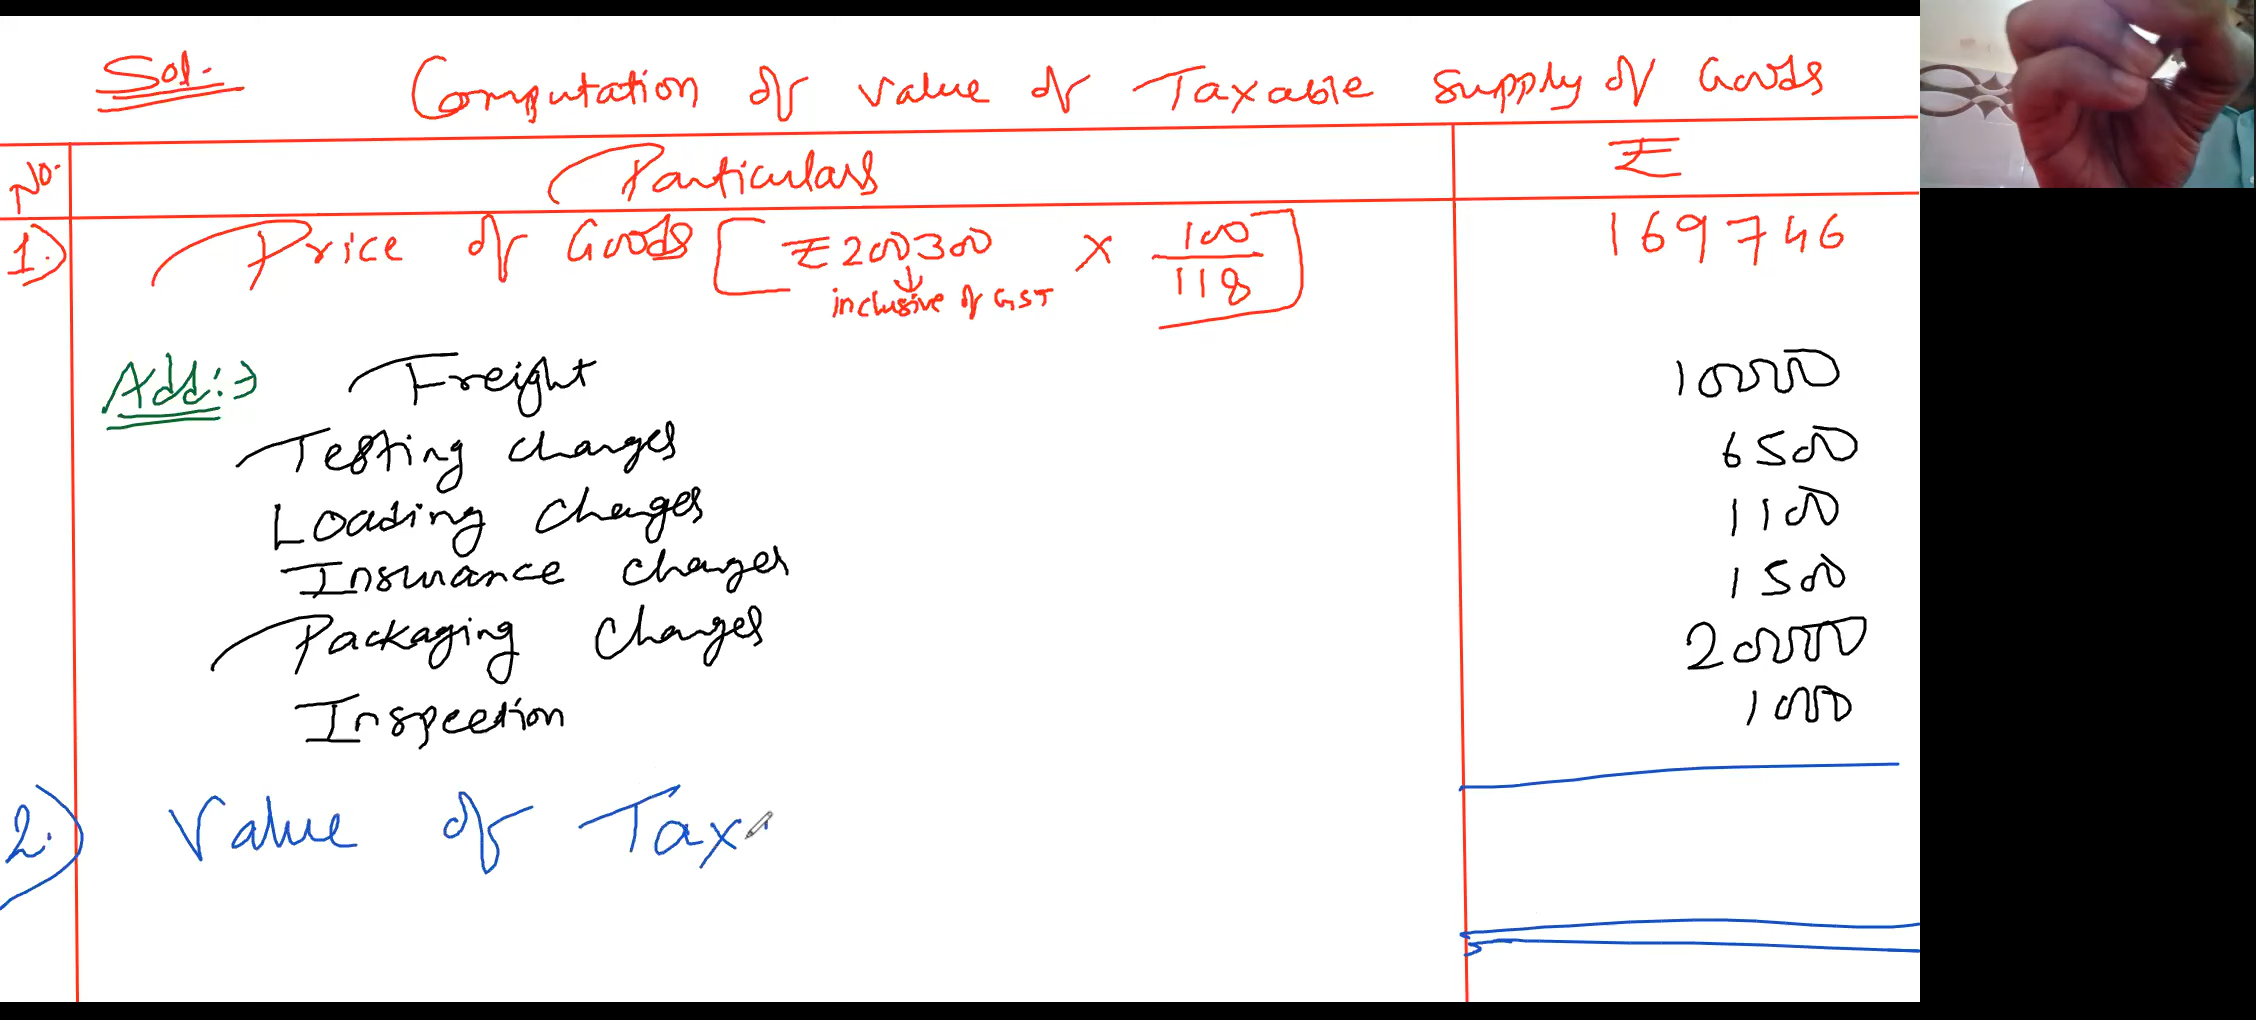 Sol.
Computation of value of Taxable supply of Goods
No. Particulars ₹
1.) Price of Goods [₹200300 × 100/118] 169746
inclusive of GST
Add:→ Freight 10000
Testing charges 6500
Loading charges 1100
Insurance charges 1500
Packaging charges 20000
Inspection 1000
2.) Value of Tax